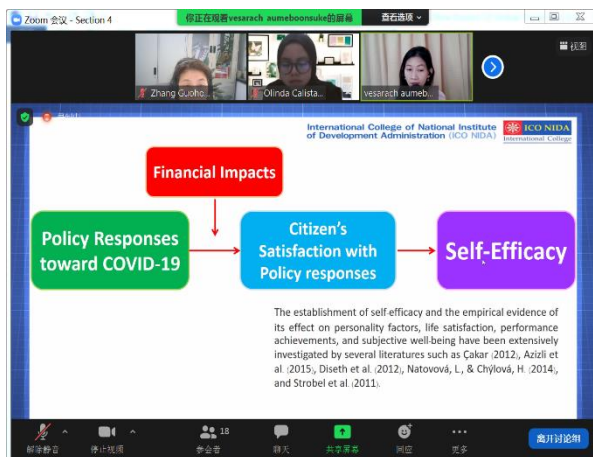 Zoom 会议 - Section 4
你正在观看vesarach aumeboonsuke的屏幕
查看选项
视图
Zhang Guoho...
Olinda Calista...
vesarach aumeb...
International College of National Institute
of Development Administration (ICO NIDA)
ICO NIDA
International College
Financial Impacts
Policy Responses
toward COVID-19
Citizen's
Satisfaction with
Policy responses
Self-Efficacy
The establishment of self-efficacy and the empirical evidence of
its effect on personality factors, life satisfaction, performance
achievements, and subjective well-being have been extensively
investigated by several literatures such as Çakar (2012), Azizli et
al. (2015), Diseth et al. (2012), Natovová, L., & Chýlová, H. (2014),
and Strobel et al. (2011).
18
解除静音
停止视频
参会者
聊天
共享屏幕
回应
更多
离开讨论组